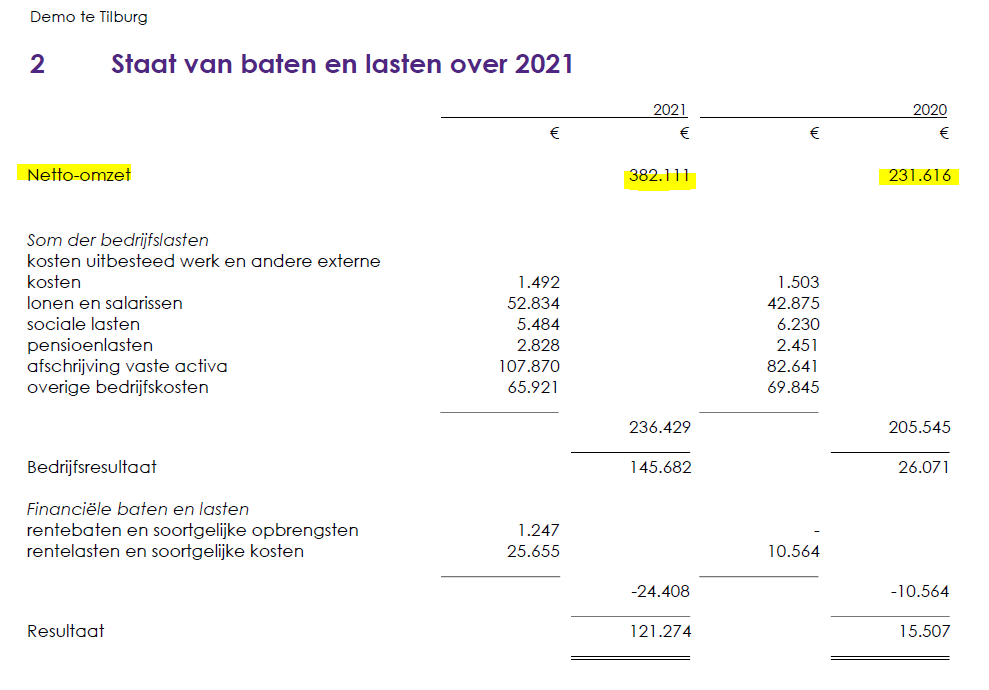 Demo te Tilburg
2 Staat van baten en lasten over 2021
2021 2020
€ € € €
Netto-omzet 382.111 231.616
Som der bedrijfslasten
kosten uitbesteed werk en andere externe
kosten 1.492 1.503
lonen en salarissen 52.834 42.875
sociale lasten 5.484 6.230
pensioenlasten 2.828 2.451
afschrijving vaste activa 107.870 82.641
overige bedrijfskosten 65.921 69.845
236.429 205.545
Bedrijfsresultaat 145.682 26.071
Financiële baten en lasten
rentebaten en soortgelijke opbrengsten 1.247 -
rentelasten en soortgelijke kosten 25.655 10.564
-24.408 -10.564
Resultaat 121.274 15.507